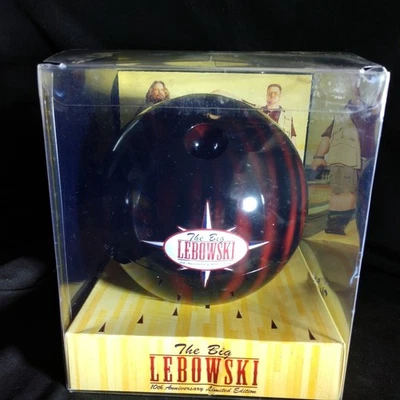 The Big
LEBOWSKI
The Big
LEBOWSKI
10th Anniversary Limited Edition